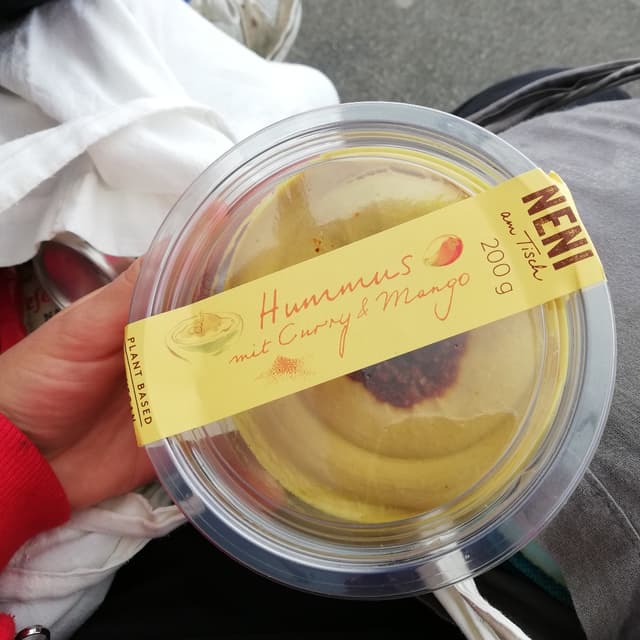 Hummus
mit Curry & Mango
200 g
NENI
am Tisch
PLANT BASED